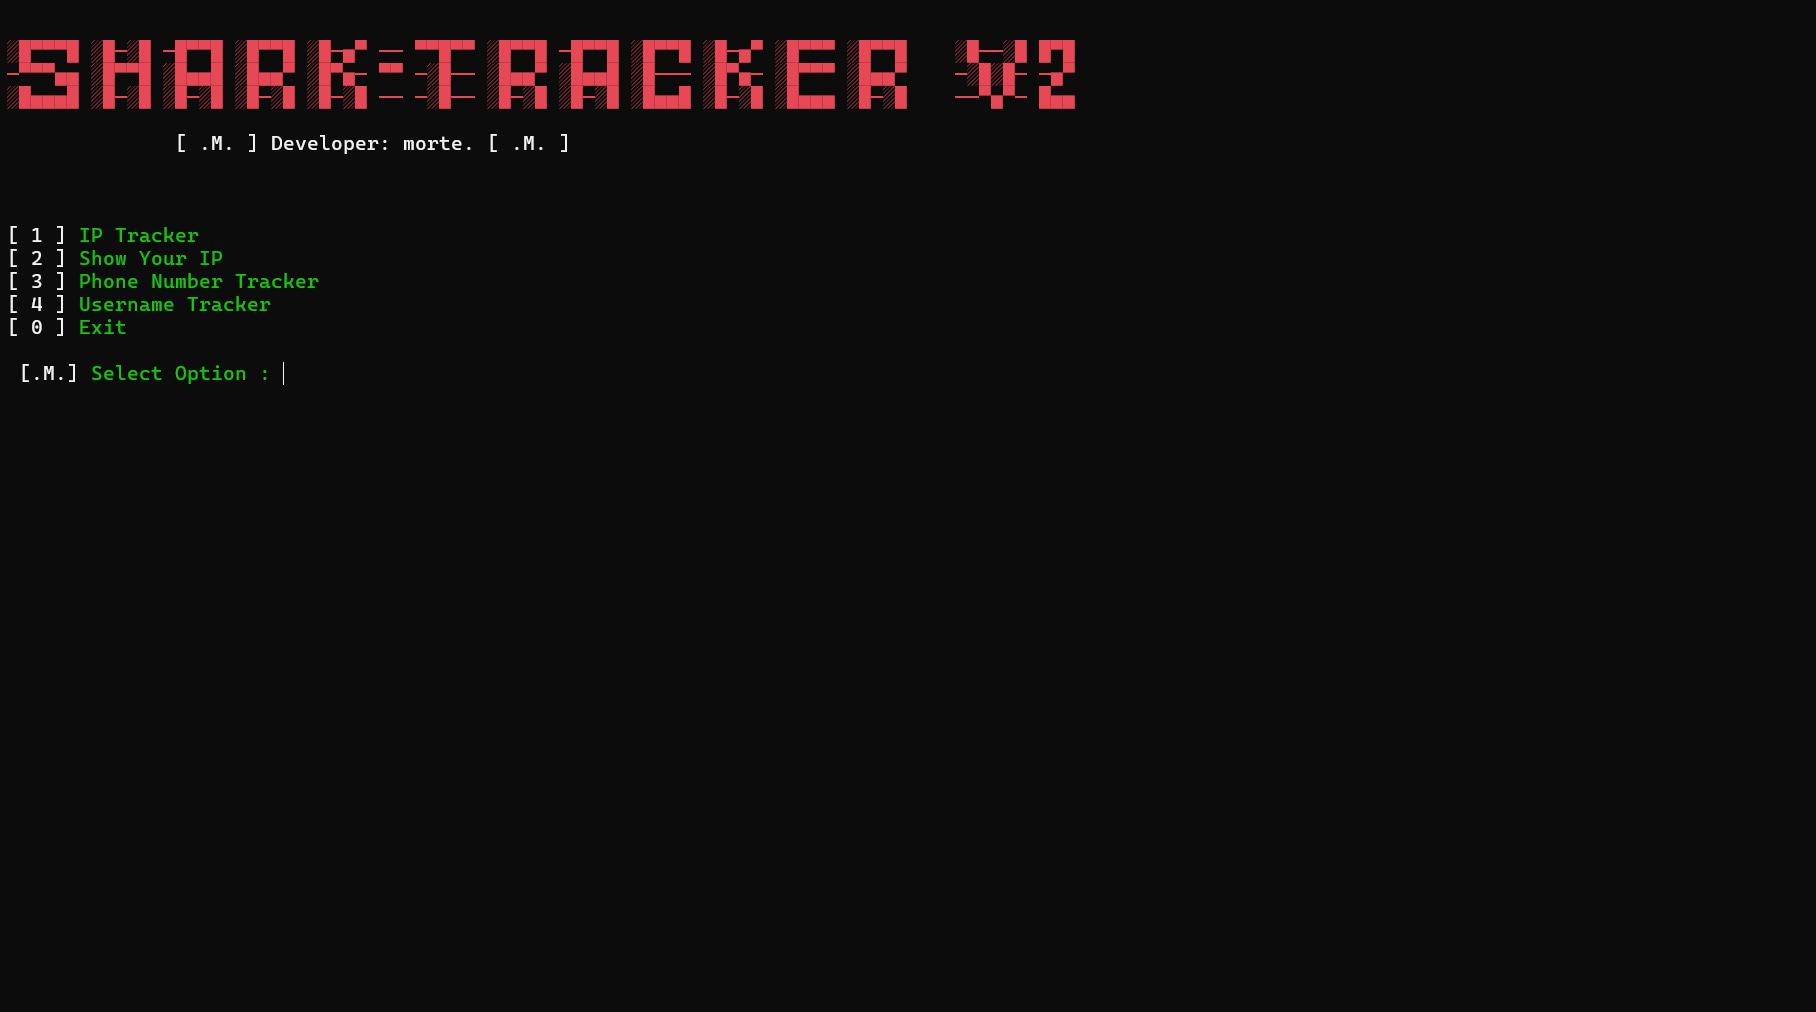 SHARK-TRACKER V2
[ .M. ] Developer: morte. [ .M. ]
[ 1 ] IP Tracker
[ 2 ] Show Your IP
[ 3 ] Phone Number Tracker
[ 4 ] Username Tracker
[ 0 ] Exit
[.M.] Select Option :